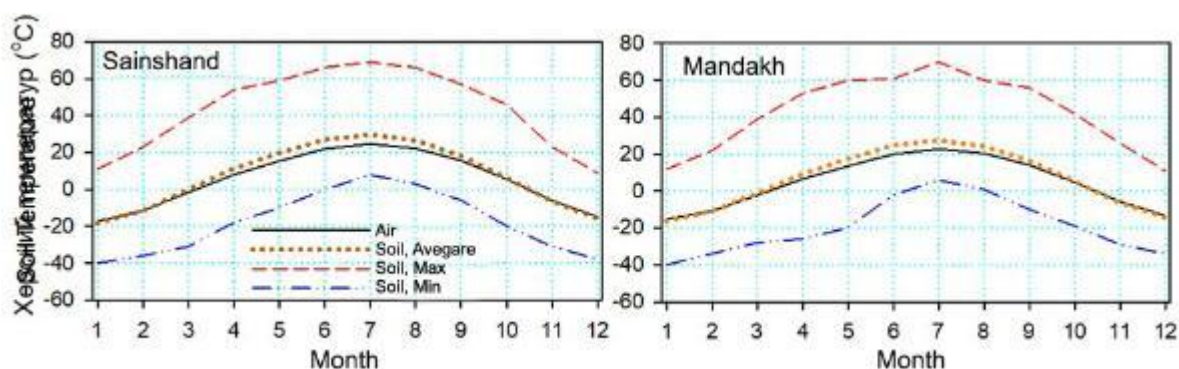 Sainshand
80
60
40
20
0
-20
-40
-60
Air
Soil, Avegare
Soil, Max
Soil, Min
1 2 3 4 5 6 7 8 9 10 11 12
Month
Mandakh
80
60
40
20
0
-20
-40
-60
1 2 3 4 5 6 7 8 9 10 11 12
Month
(°C)